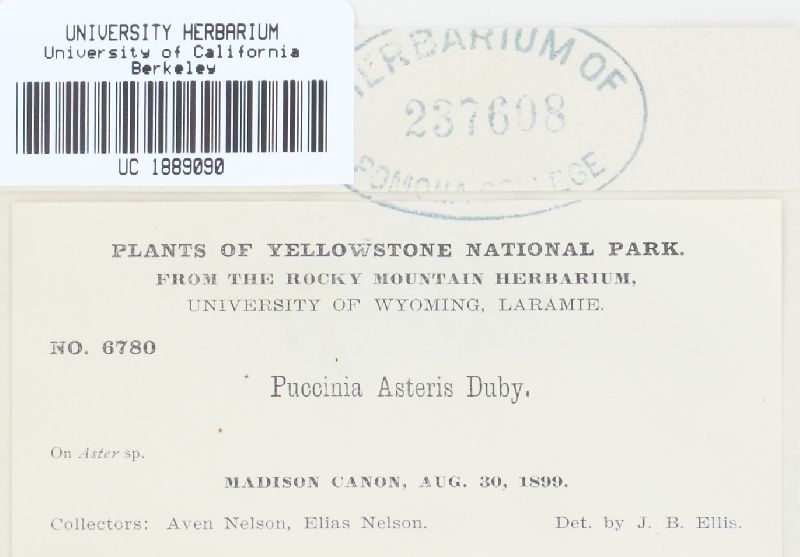 UNIVERSITY HERBARIUM
University of California
Berkeley
UC 1889090
HERBARIUM OF
237608
POMONA COLLEGE
PLANTS OF YELLOWSTONE NATIONAL PARK.
FROM THE ROCKY MOUNTAIN HERBARIUM,
UNIVERSITY OF WYOMING, LARAMIE.
NO. 6780
Puccinia Asteris Duby.
On Aster sp.
MADISON CANON, AUG. 30, 1899.
Collectors: Aven Nelson, Elias Nelson. Det. by J. B. Ellis.